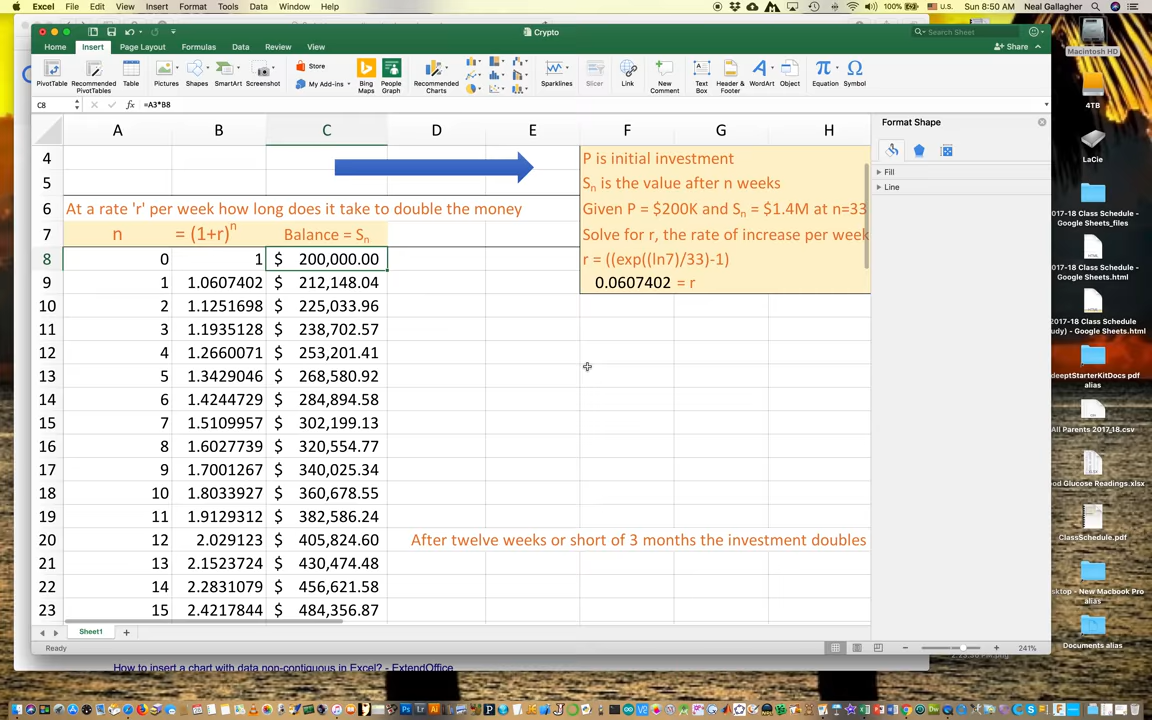 Excel File Edit View Insert Format Tools Data Window Help
100% U.S. Sun 8:50 AM Neal Gallagher
Crypto
Search Sheet
Home Insert Page Layout Formulas Data Review View
Share
PivotTable Recommended PivotTables Table Pictures Shapes SmartArt Screenshot Store My Add-ins Bing Maps People Graph Recommended Charts Sparklines Slicer Link New Comment Text Box Header & Footer WordArt Object Equation Symbol
C8 fx =A3*B8
A B C D E F G H
4 P is initial investment
5 Sn is the value after n weeks
6 At a rate 'r' per week how long does it take to double the money Given P = $200K and Sn = $1.4M at n=33
7 n = (1+r)^n Balance = Sn Solve for r, the rate of increase per week
8 0 1 $ 200,000.00 r = ((exp((ln7)/33)-1)
9 1 1.0607402 $ 212,148.04 0.0607402 = r
10 2 1.1251698 $ 225,033.96
11 3 1.1935128 $ 238,702.57
12 4 1.2660071 $ 253,201.41
13 5 1.3429046 $ 268,580.92
14 6 1.4244729 $ 284,894.58
15 7 1.5109957 $ 302,199.13
16 8 1.6027739 $ 320,554.77
17 9 1.7001267 $ 340,025.34
18 10 1.8033927 $ 360,678.55
19 11 1.9129312 $ 382,586.24
20 12 2.029123 $ 405,824.60 After twelve weeks or short of 3 months the investment doubles
21 13 2.1523724 $ 430,474.48
22 14 2.2831079 $ 456,621.58
23 15 2.4217844 $ 484,356.87
Sheet1
Ready
241%
How to insert a chart with data non-contiguous in Excel? - ExtendOffice
Format Shape
Fill
Line
Macintosh HD
4TB
LaCie
2017-18 Class Schedule - Google Sheets_files
2017-18 Class Schedule - Google Sheets.html
2017-18 Class Schedule
tudy) - Google Sheets.html
deeptStarterKitDocs pdf alias
All Parents 2017_18.csv
od Glucose Readings.xlsx
ClassSchedule.pdf
sktop - New Macbook Pro alias
Documents alias